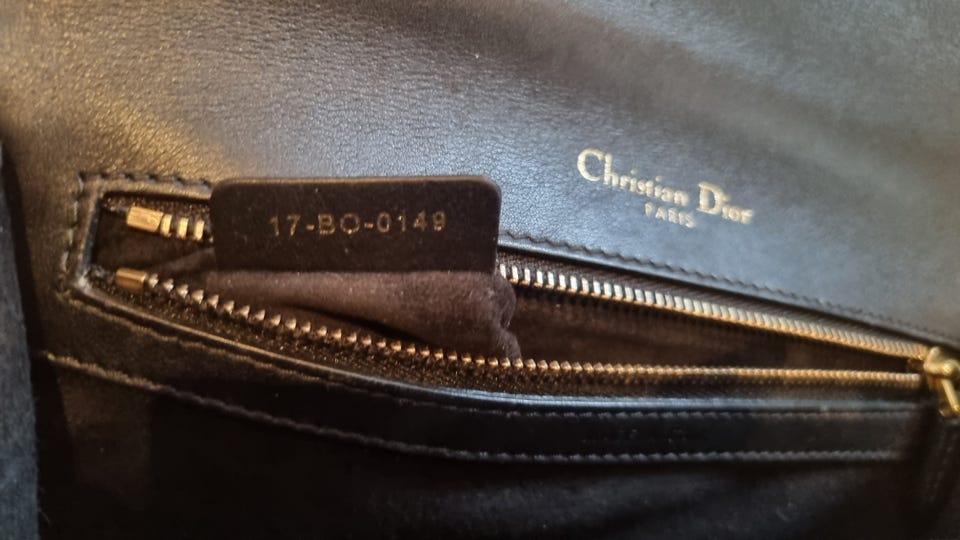 Christian Dior
PARIS
17-BO-0149